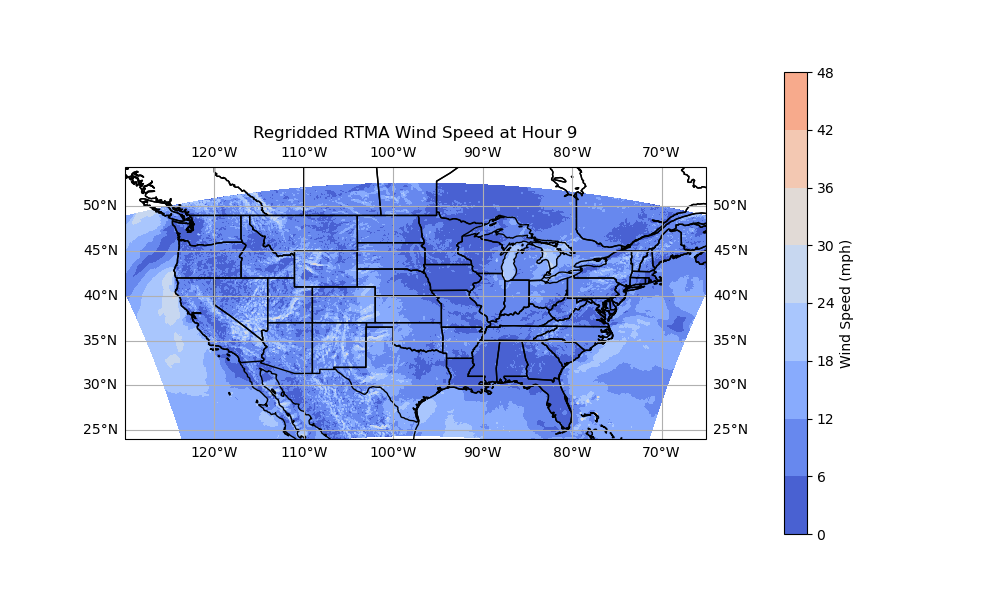 Regridded RTMA Wind Speed at Hour 9
120°W 110°W 100°W 90°W 80°W 70°W
50°N 50°N
45°N 45°N
40°N 40°N
35°N 35°N
30°N 30°N
25°N 25°N
120°W 110°W 100°W 90°W 80°W 70°W
48
42
36
30
24
18
12
6
0
Wind Speed (mph)